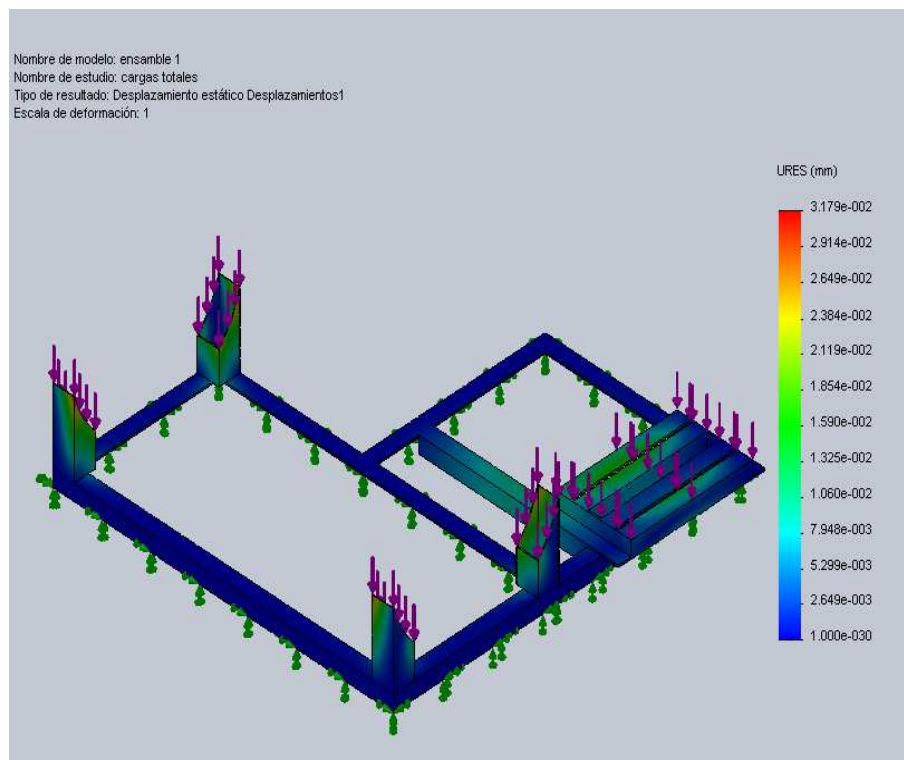 Nombre de modelo: ensamble 1
Nombre de estudio: cargas totales
Tipo de resultado: Desplazamiento estático Desplazamientos1
Escala de deformación: 1
URES (mm)
3.179e-002
2.914e-002
2.649e-002
2.384e-002
2.119e-002
1.854e-002
1.590e-002
1.325e-002
1.060e-002
7.948e-003
5.299e-003
2.649e-003
1.000e-030